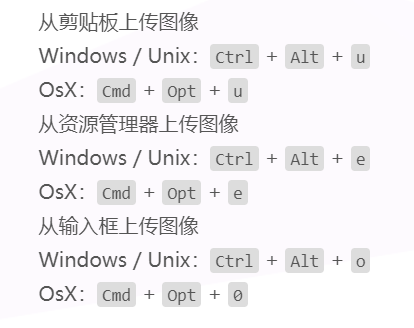 从剪贴板上传图像
Windows / Unix：Ctrl + Alt + u
OsX：Cmd + Opt + u
从资源管理器上传图像
Windows / Unix：Ctrl + Alt + e
OsX：Cmd + Opt + e
从输入框上传图像
Windows / Unix：Ctrl + Alt + o
OsX：Cmd + Opt + 0